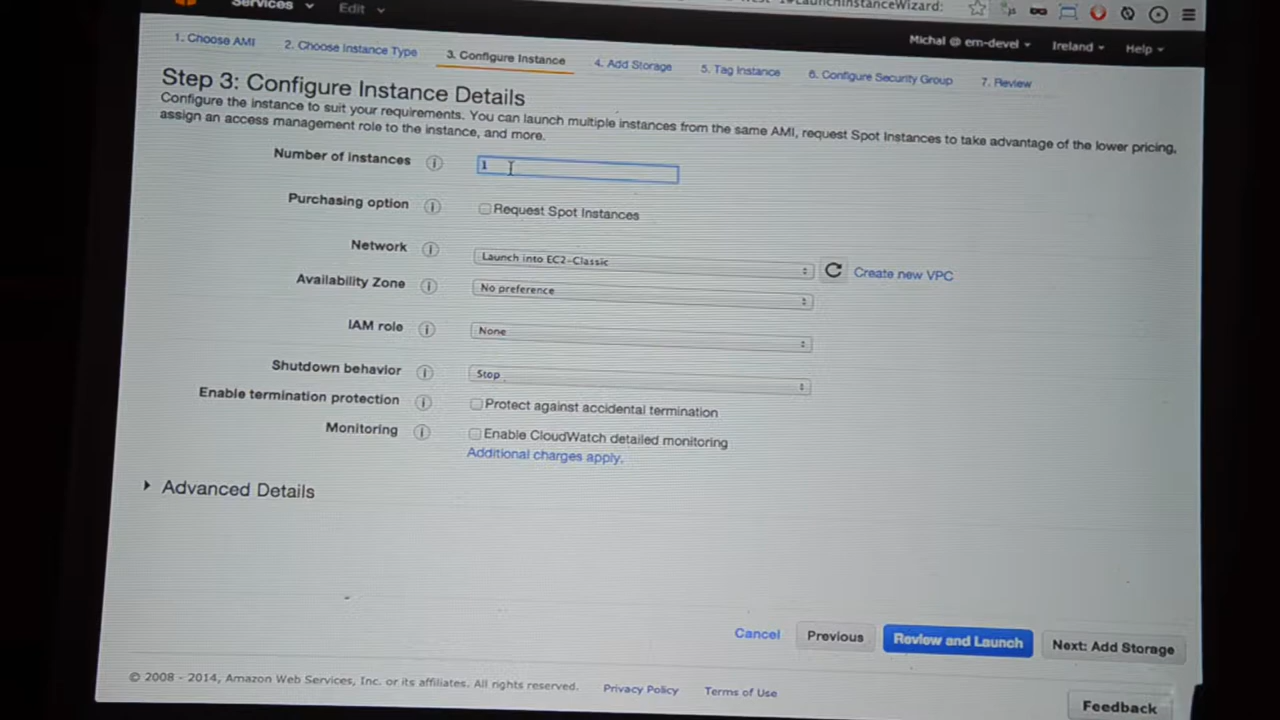 LaunchInstanceWizard:
Services Edit
Michal @ em-devel Ireland Help
1. Choose AMI 2. Choose Instance Type 3. Configure Instance 4. Add Storage 5. Tag Instance 6. Configure Security Group 7. Review
Step 3: Configure Instance Details
Configure the instance to suit your requirements. You can launch multiple instances from the same AMI, request Spot Instances to take advantage of the lower pricing,
assign an access management role to the instance, and more.
Number of instances 1
Purchasing option Request Spot Instances
Network Launch into EC2-Classic Create new VPC
Availability Zone No preference
IAM role None
Shutdown behavior Stop
Enable termination protection Protect against accidental termination
Monitoring Enable CloudWatch detailed monitoring
Additional charges apply.
Advanced Details
Cancel Previous Review and Launch Next: Add Storage
© 2008 - 2014, Amazon Web Services, Inc. or its affiliates. All rights reserved. Privacy Policy Terms of Use
Feedback